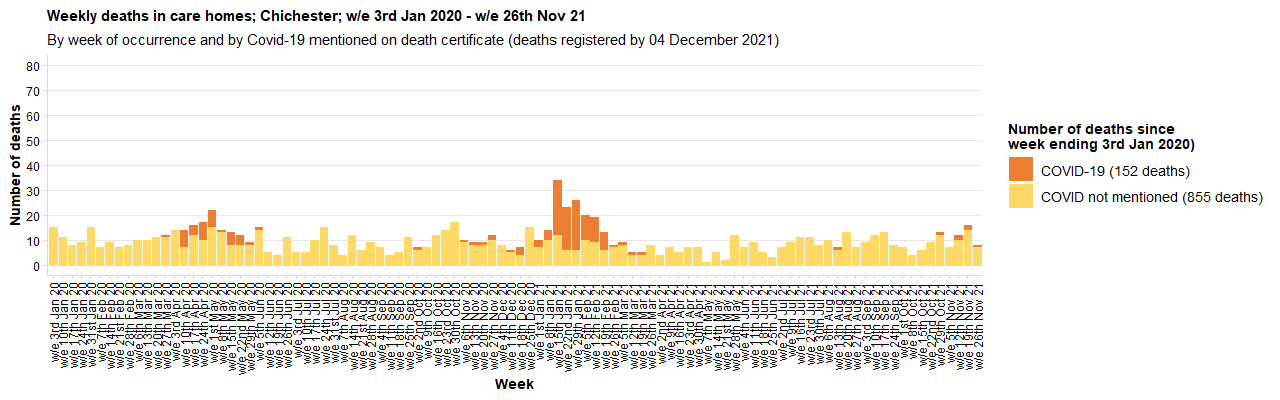 Weekly deaths in care homes; Chichester; w/e 3rd Jan 2020 - w/e 26th Nov 21
By week of occurrence and by Covid-19 mentioned on death certificate (deaths registered by 04 December 2021)
Number of deaths
80
70
60
50
40
30
20
10
0
w/e 3rd Jan 20
w/e 10th Jan 20
w/e 17th Jan 20
w/e 24th Jan 20
w/e 31st Jan 20
w/e 7th Feb 20
w/e 14th Feb 20
w/e 21st Feb 20
w/e 28th Feb 20
w/e 6th Mar 20
w/e 13th Mar 20
w/e 20th Mar 20
w/e 27th Mar 20
w/e 3rd Apr 20
w/e 10th Apr 20
w/e 17th Apr 20
w/e 24th Apr 20
w/e 1st May 20
w/e 8th May 20
w/e 15th May 20
w/e 22nd May 20
w/e 29th May 20
w/e 5th Jun 20
w/e 12th Jun 20
w/e 19th Jun 20
w/e 26th Jun 20
w/e 3rd Jul 20
w/e 10th Jul 20
w/e 17th Jul 20
w/e 24th Jul 20
w/e 31st Jul 20
w/e 7th Aug 20
w/e 14th Aug 20
w/e 21st Aug 20
w/e 28th Aug 20
w/e 4th Sep 20
w/e 11th Sep 20
w/e 18th Sep 20
w/e 25th Sep 20
w/e 2nd Oct 20
w/e 9th Oct 20
w/e 16th Oct 20
w/e 23rd Oct 20
w/e 30th Oct 20
w/e 6th Nov 20
w/e 13th Nov 20
w/e 20th Nov 20
w/e 27th Nov 20
w/e 4th Dec 20
w/e 11th Dec 20
w/e 18th Dec 20
w/e 25th Dec 20
w/e 1st Jan 21
w/e 8th Jan 21
w/e 15th Jan 21
w/e 22nd Jan 21
w/e 29th Jan 21
w/e 5th Feb 21
w/e 12th Feb 21
w/e 19th Feb 21
w/e 26th Feb 21
w/e 5th Mar 21
w/e 12th Mar 21
w/e 19th Mar 21
w/e 26th Mar 21
w/e 2nd Apr 21
w/e 9th Apr 21
w/e 16th Apr 21
w/e 23rd Apr 21
w/e 30th Apr 21
w/e 7th May 21
w/e 14th May 21
w/e 21st May 21
w/e 28th May 21
w/e 4th Jun 21
w/e 11th Jun 21
w/e 18th Jun 21
w/e 25th Jun 21
w/e 2nd Jul 21
w/e 9th Jul 21
w/e 16th Jul 21
w/e 23rd Jul 21
w/e 30th Jul 21
w/e 6th Aug 21
w/e 13th Aug 21
w/e 20th Aug 21
w/e 27th Aug 21
w/e 3rd Sep 21
w/e 10th Sep 21
w/e 17th Sep 21
w/e 24th Sep 21
w/e 1st Oct 21
w/e 8th Oct 21
w/e 15th Oct 21
w/e 22nd Oct 21
w/e 29th Oct 21
w/e 5th Nov 21
w/e 12th Nov 21
w/e 19th Nov 21
w/e 26th Nov 21
Week
Number of deaths since
week ending 3rd Jan 2020)
COVID-19 (152 deaths)
COVID not mentioned (855 deaths)